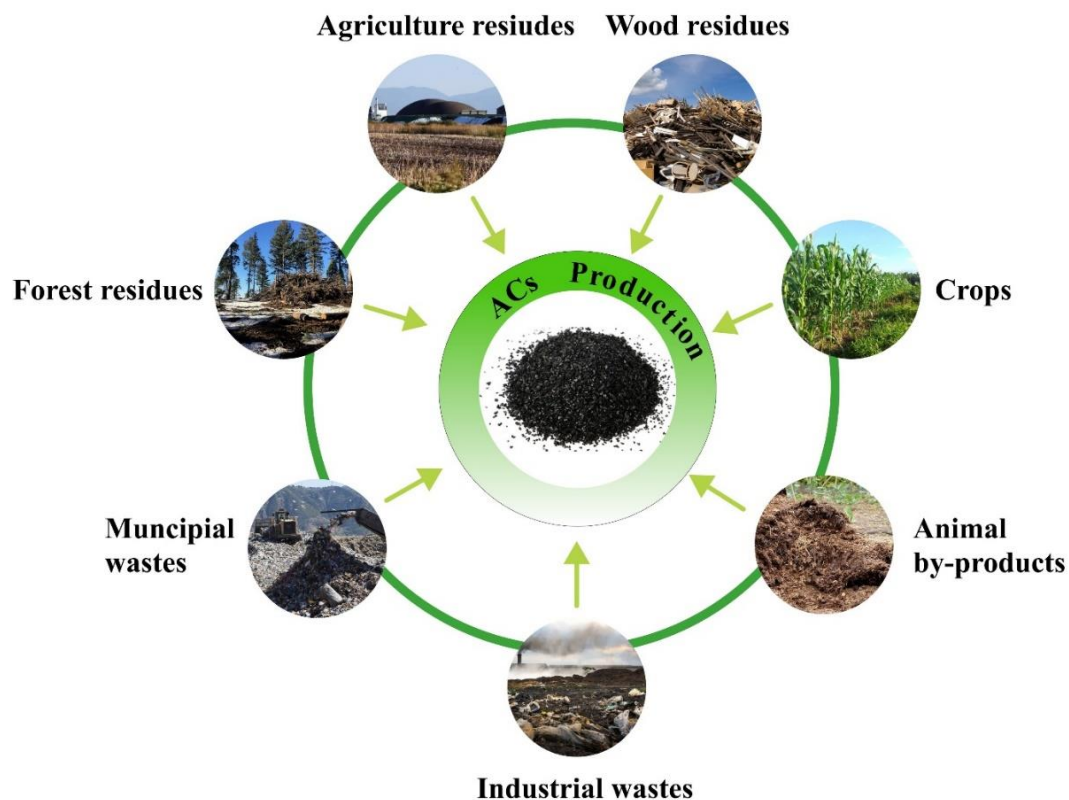 Agriculture resiudes
Wood residues
Forest residues
ACs Production
Crops
Muncipial
wastes
Animal
by-products
Industrial wastes